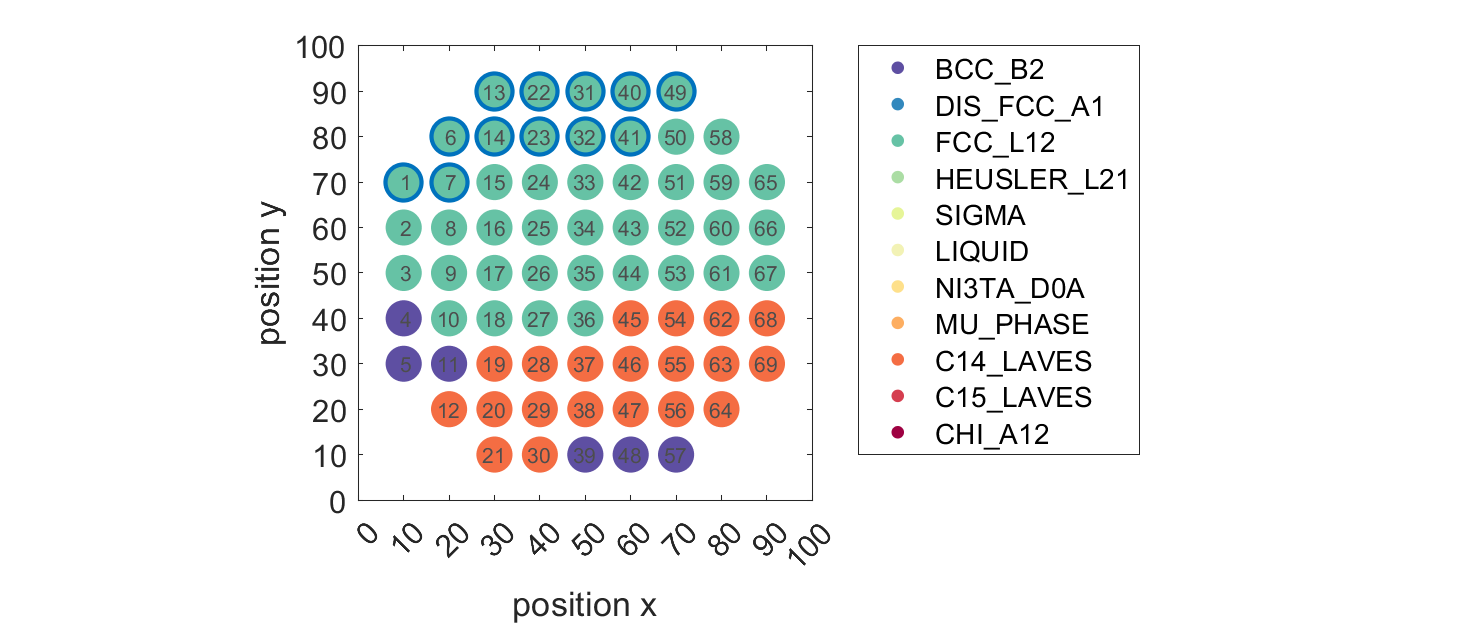 100
90
80
70
60
50
40
30
20
10
0
position y
13 22 31 40 49
6 14 23 32 41 50 58
1 7 15 24 33 42 51 59 65
2 8 16 25 34 43 52 60 66
3 9 17 26 35 44 53 61 67
4 10 18 27 36 45 54 62 68
5 11 19 28 37 46 55 63 69
12 20 29 38 47 56 64
21 30 39 48 57
0 10 20 30 40 50 60 70 80 90 100
position x
BCC_B2
DIS_FCC_A1
FCC_L12
HEUSLER_L21
SIGMA
LIQUID
NI3TA_D0A
MU_PHASE
C14_LAVES
C15_LAVES
CHI_A12